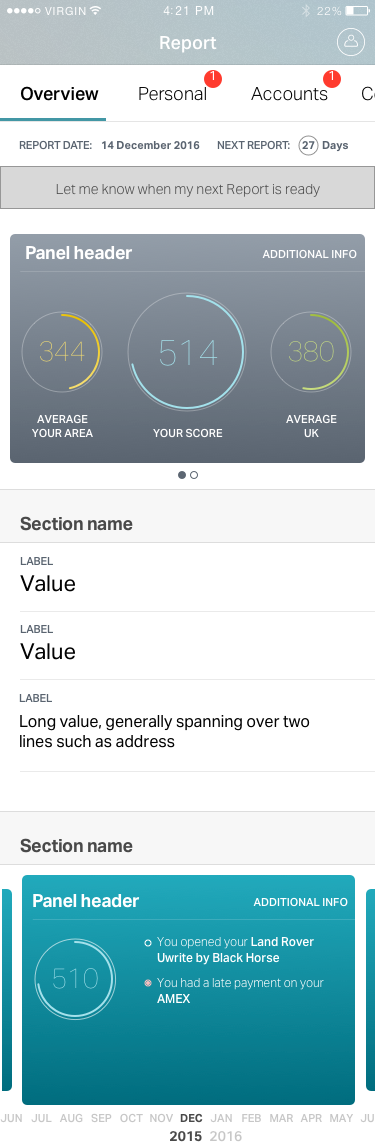 VIRGIN 4:21 PM 22%
Report
Overview Personal 1 Accounts 1 C
REPORT DATE: 14 December 2016 NEXT REPORT: 27 Days
Let me know when my next Report is ready
Panel header ADDITIONAL INFO
344 514 380
AVERAGE
YOUR AREA
YOUR SCORE
AVERAGE
UK
Section name
LABEL
Value
LABEL
Value
LABEL
Long value, generally spanning over two
lines such as address
Section name
Panel header ADDITIONAL INFO
510
You opened your Land Rover
Uwrite by Black Horse
You had a late payment on your
AMEX
JUN JUL AUG SEP OCT NOV DEC JAN FEB MAR APR MAY JU
2015 2016